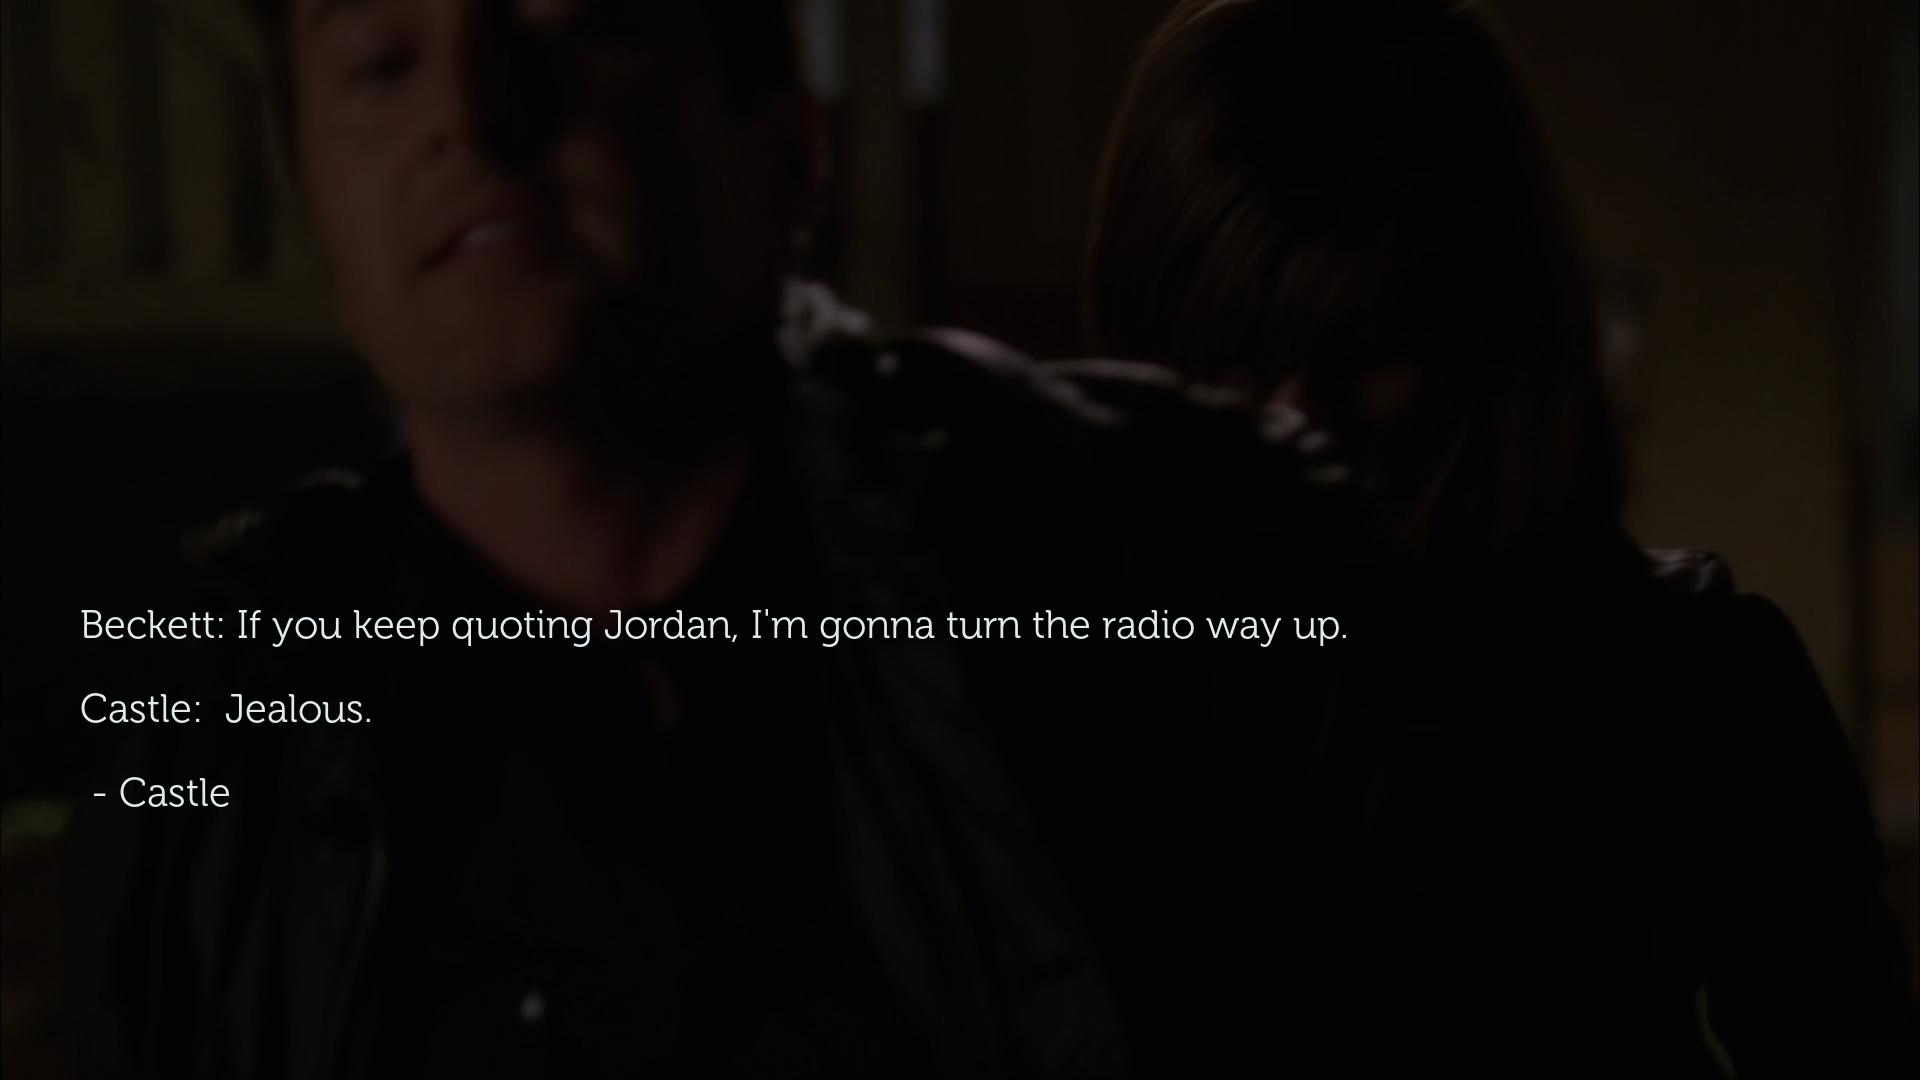 Beckett: If you keep quoting Jordan, I'm gonna turn the radio way up.
Castle:  Jealous.
- Castle